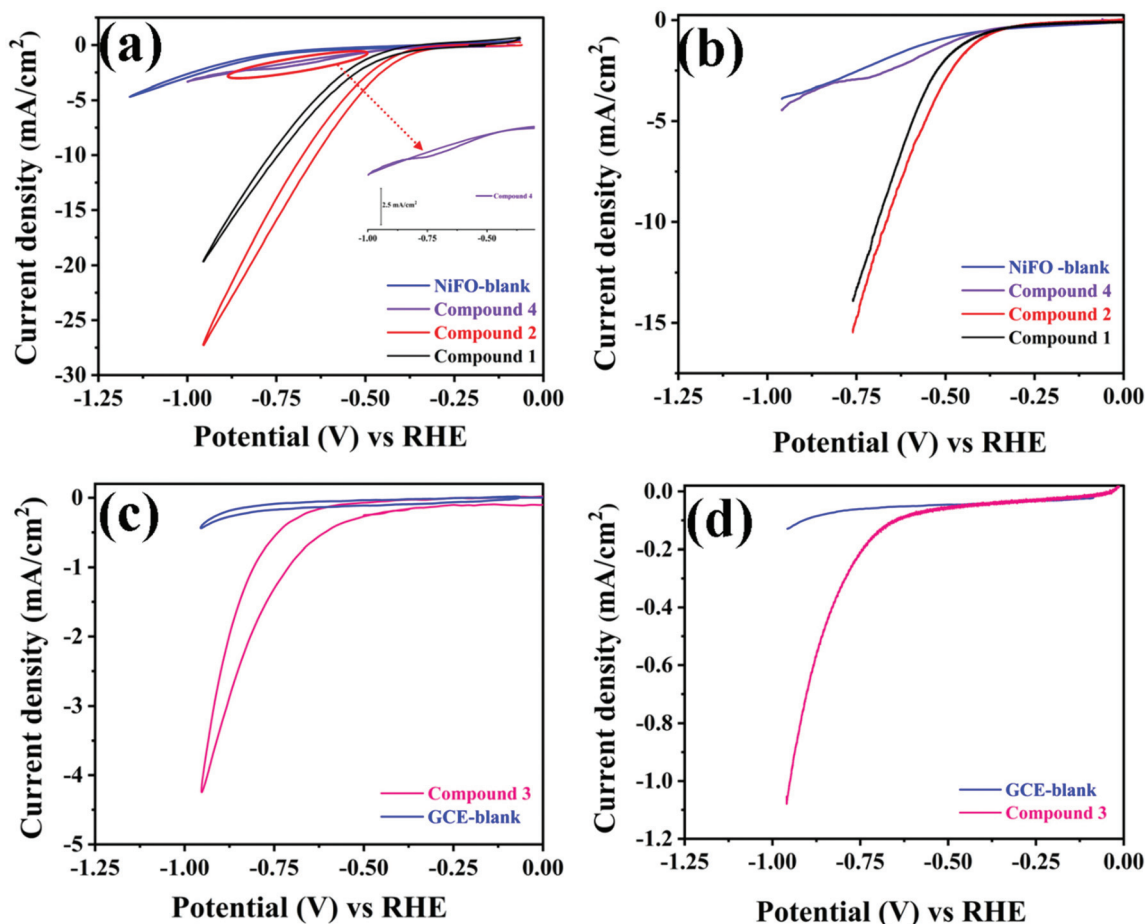 (a)
Current density (mA/cm²)
0
-5
-10
-15
-20
-25
-30
2.5 mA/cm²
Compound 4
-1.00
-0.75
-0.50
NiFO-blank
Compound 4
Compound 2
Compound 1
-1.25
-1.00
-0.75
-0.50
-0.25
0.00
Potential (V) vs RHE
(b)
Current density (mA/cm²)
0
-5
-10
-15
NiFO -blank
Compound 4
Compound 2
Compound 1
-1.25
-1.00
-0.75
-0.50
-0.25
0.00
Potential (V) vs RHE
(c)
Current density (mA/cm²)
0
-1
-2
-3
-4
-5
Compound 3
GCE-blank
-1.25
-1.00
-0.75
-0.50
-0.25
0.00
Potential (V) vs RHE
(d)
Current density (mA/cm²)
0.0
-0.2
-0.4
-0.6
-0.8
-1.0
-1.2
GCE-blank
Compound 3
-1.25
-1.00
-0.75
-0.50
-0.25
0.00
Potential (V) vs RHE